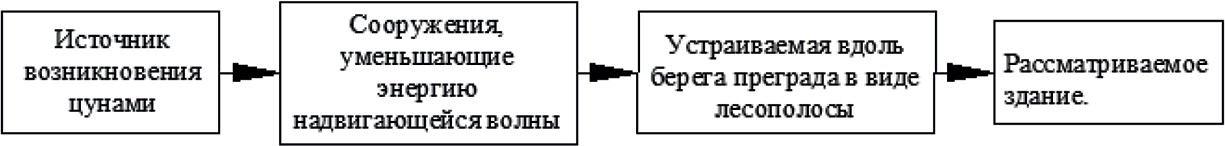 Источник
возникновения
цунами
Сооружения,
уменьшающие
энергию
надвигающейся волны
Устраиваемая вдоль
берега преграда в виде
лесополосы
Рассматриваемое
здание.